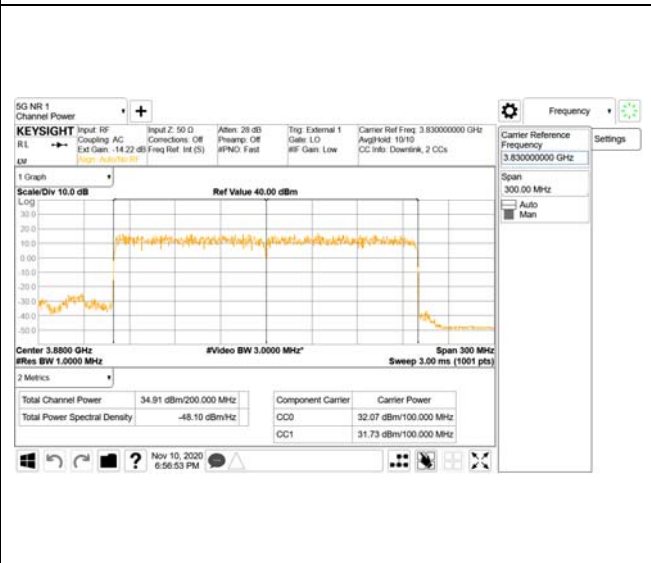 5G NR 1
Channel Power
Frequency
KEYSIGHT
RL
Input: RF
Coupling: AC
Ext Gain: -14.22 dB
Align: Auto/No RF
Input Z: 50 Ω
Corrections: Off
Freq Ref: Int (S)
Atten: 28 dB
Preamp: Off
#PNO: Fast
Trig: External 1
Gate: LO
#IF Gain: Low
Carrier Ref Freq: 3.830000000 GHz
Avg|Hold: 10/10
CC Info: Downlink, 2 CCs
Carrier Reference
Frequency
3.830000000 GHz
Settings
Span
300.00 MHz
Auto
Man
1 Graph
Scale/Div 10.0 dB
Ref Value 40.00 dBm
Log
30.0
20.0
10.0
0.00
-10.0
-20.0
-30.0
-40.0
-50.0
Center 3.8800 GHz
#Video BW 3.0000 MHz*
Span 300 MHz
#Res BW 1.0000 MHz
Sweep 3.00 ms (1001 pts)
2 Metrics
Total Channel Power 34.91 dBm/200.000 MHz
Total Power Spectral Density -48.10 dBm/Hz
Component Carrier Carrier Power
CC0 32.07 dBm/100.000 MHz
CC1 31.73 dBm/100.000 MHz
Nov 10, 2020
6:56:53 PM